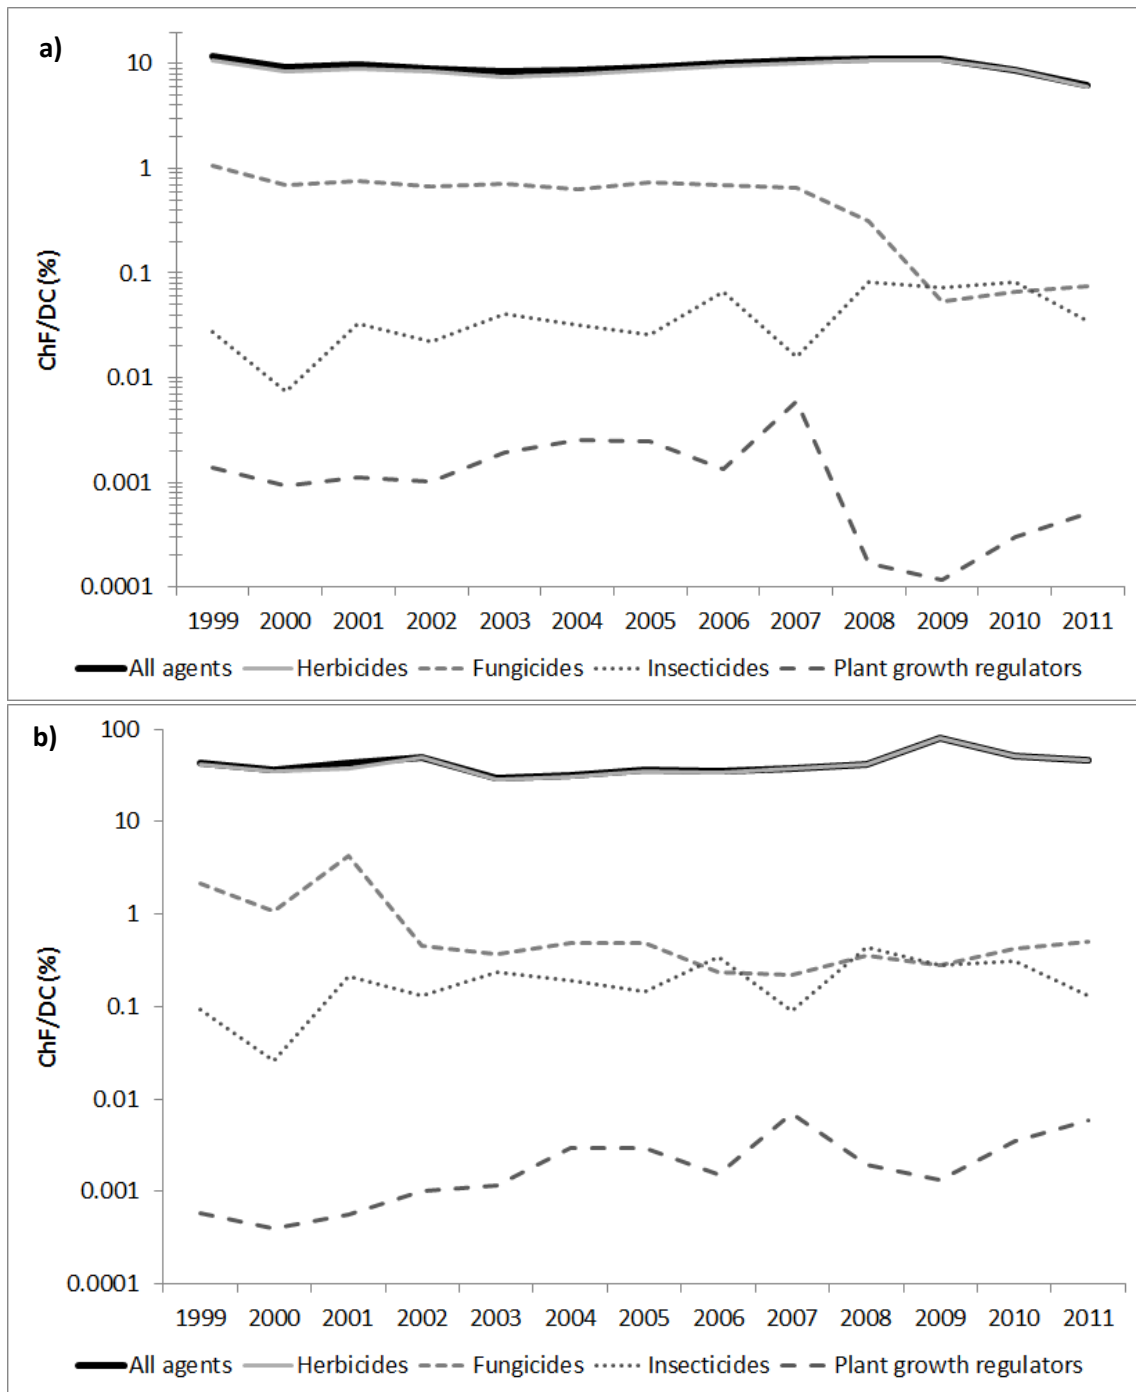 a)
10
1
0.1
0.01
0.001
0.0001
ChF/DC (%)
1999 2000 2001 2002 2003 2004 2005 2006 2007 2008 2009 2010 2011
All agents Herbicides Fungicides Insecticides Plant growth regulators
b)
100
10
1
0.1
0.01
0.001
0.0001
ChF/DC (%)
1999 2000 2001 2002 2003 2004 2005 2006 2007 2008 2009 2010 2011
All agents Herbicides Fungicides Insecticides Plant growth regulators